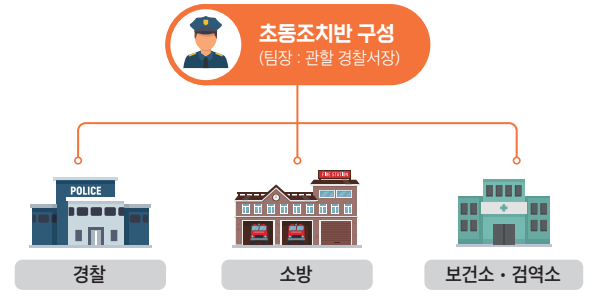 초동조치반 구성
(팀장 : 관할 경찰서장)
POLICE
FIRE STATION
경찰
소방
보건소 · 검역소